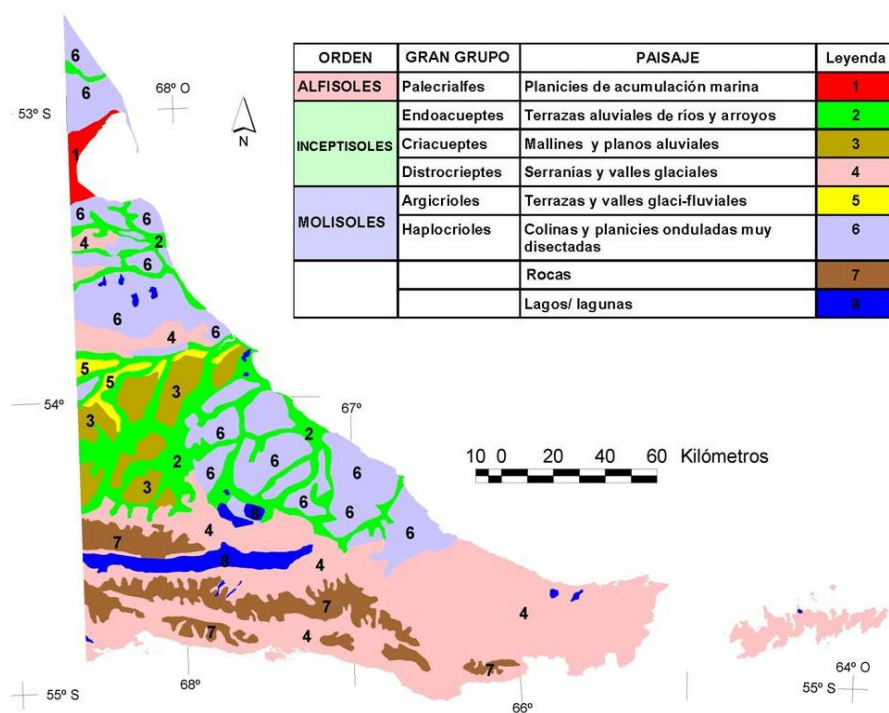 ORDEN GRAN GRUPO PAISAJE Leyenda
ALFISOLES Palecrialfes Planicies de acumulación marina 1
INCEPTISOLES Endoacueptes Terrazas aluviales de ríos y arroyos 2
Criacueptes Mallines y planos aluviales 3
Distrocrieptes Serranías y valles glaciales 4
MOLISOLES Argicrioles Terrazas y valles glaci-fluviales 5
Haplocrioles Colinas y planicies onduladas muy
disectadas 6
Rocas 7
Lagos/ lagunas 8
6
6
68º O
53º S
N
1
6 6
4 2
6
6
4 6
5
5
3
54º
3
67º
6 2
2
6 6 6
3
6 6
8
6
4
7
8
4
7
4
7 4
7
10 0 20 40 60 Kilómetros
55º S
68º
66º
64º O
55º S